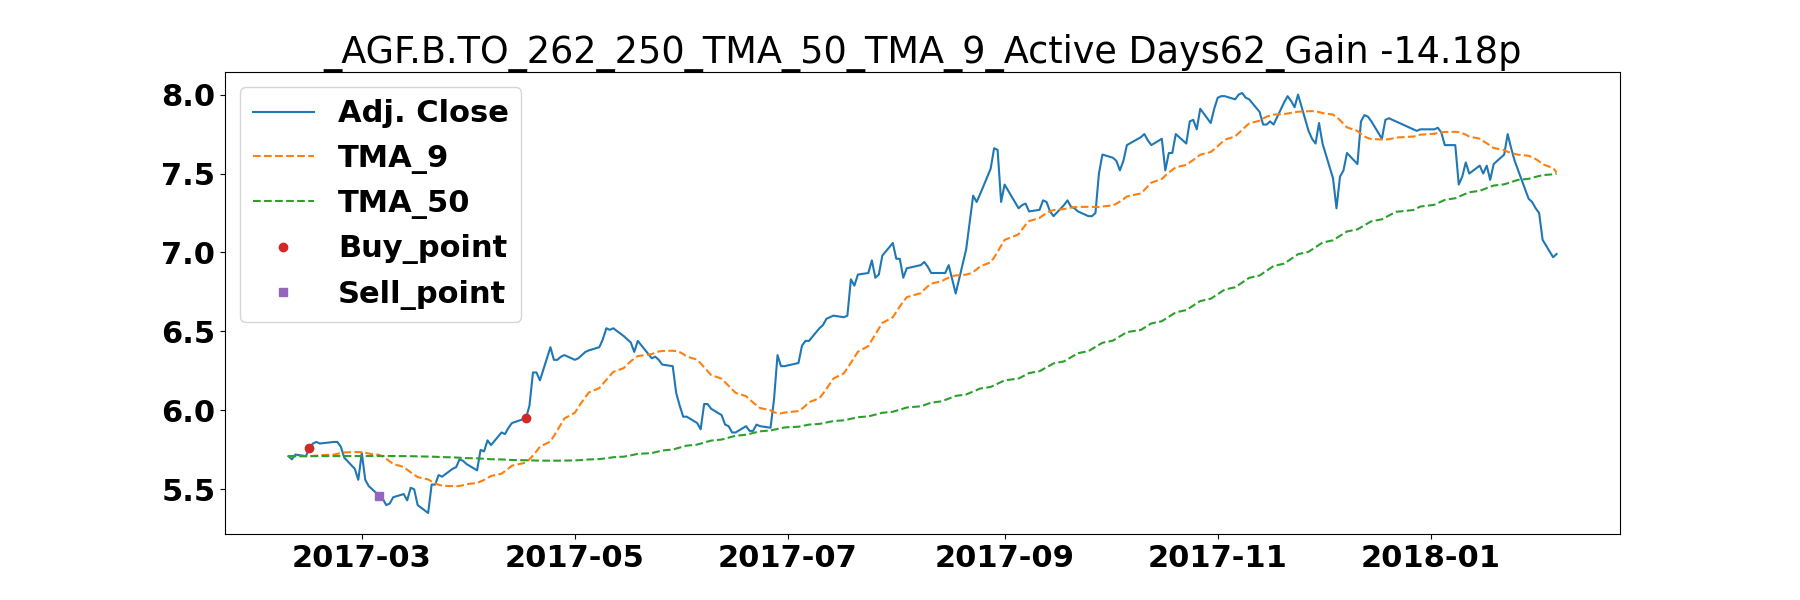 _AGF.B.TO_262_250_TMA_50_TMA_9_Active Days62_Gain -14.18p
8.0
7.5
7.0
6.5
6.0
5.5
Adj. Close
TMA_9
TMA_50
Buy_point
Sell_point
2017-03 2017-05 2017-07 2017-09 2017-11 2018-01